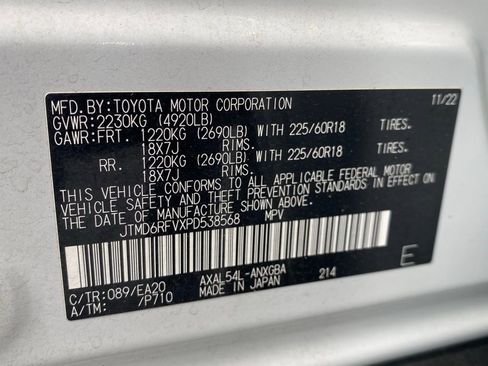 MFD.BY:TOYOTA MOTOR CORPORATION 11/22
GVWR:2230KG (4920LB)
GAWR:FRT. 1220KG (2690LB) WITH 225/60R18 TIRES.
18X7J RIMS.
RR. 1220KG (2690LB) WITH 225/60R18 TIRES.
18X7J RIMS.
THIS VEHICLE CONFORMS TO ALL APPLICABLE FEDERAL MOTOR
VEHICLE SAFETY AND THEFT PREVENTION STANDARDS IN EFFECT ON
THE DATE OF MANUFACTURE SHOWN ABOVE.
JTMD6RFVXPD538568 MPV
C/TR:089/EA20 AXAL54L-ANXGBA 214 E
A/TM: /P710 MADE IN JAPAN